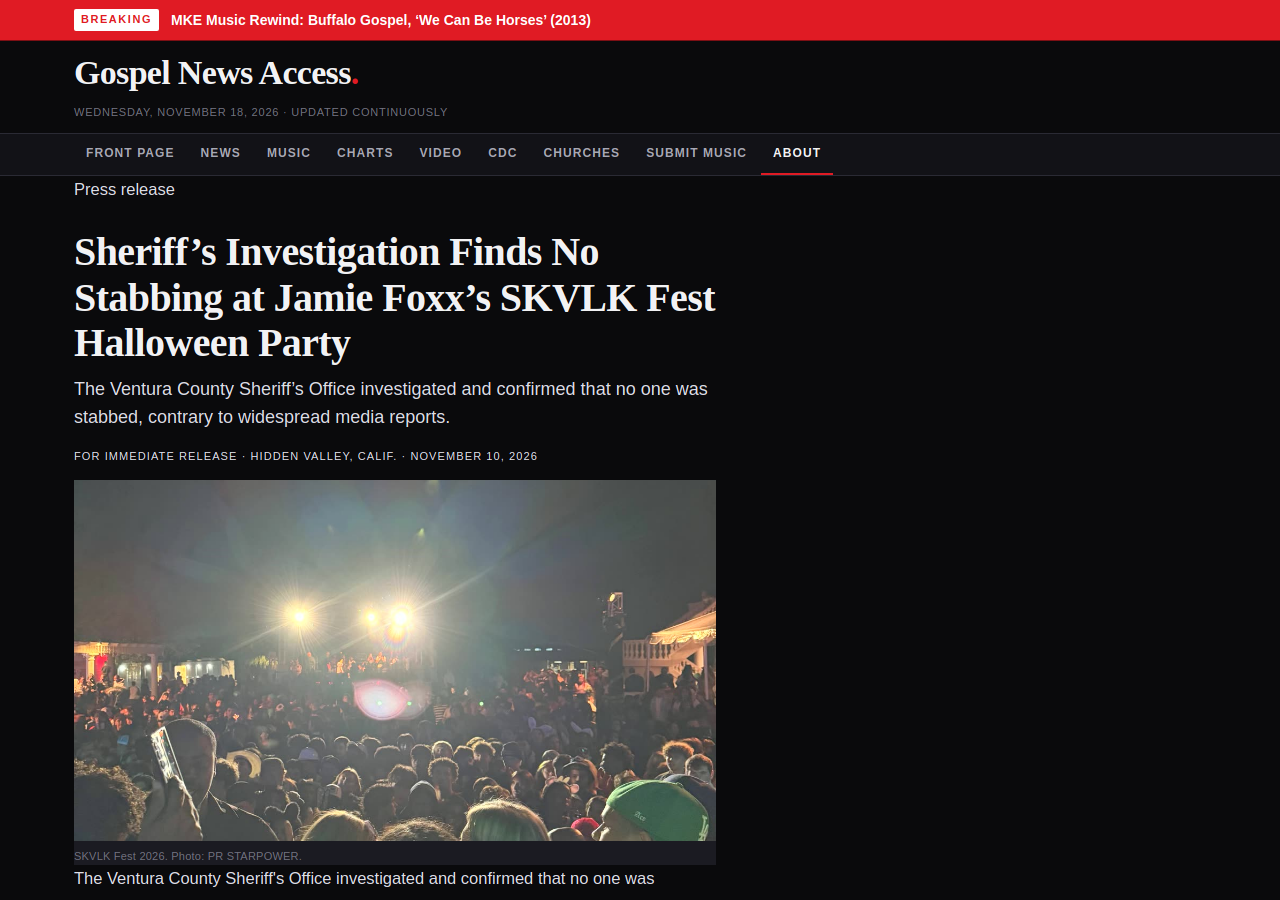 BREAKING MKE Music Rewind: Buffalo Gospel, ‘We Can Be Horses’ (2013)
Gospel News Access.
WEDNESDAY, NOVEMBER 18, 2026 · UPDATED CONTINUOUSLY
FRONT PAGE NEWS MUSIC CHARTS VIDEO CDC CHURCHES SUBMIT MUSIC ABOUT
Press release
Sheriff’s Investigation Finds No
Stabbing at Jamie Foxx’s SKVLK Fest
Halloween Party
The Ventura County Sheriff’s Office investigated and confirmed that no one was
stabbed, contrary to widespread media reports.
FOR IMMEDIATE RELEASE · HIDDEN VALLEY, CALIF. · NOVEMBER 10, 2026
SKVLK Fest 2026. Photo: PR STARPOWER.
The Ventura County Sheriff's Office investigated and confirmed that no one was